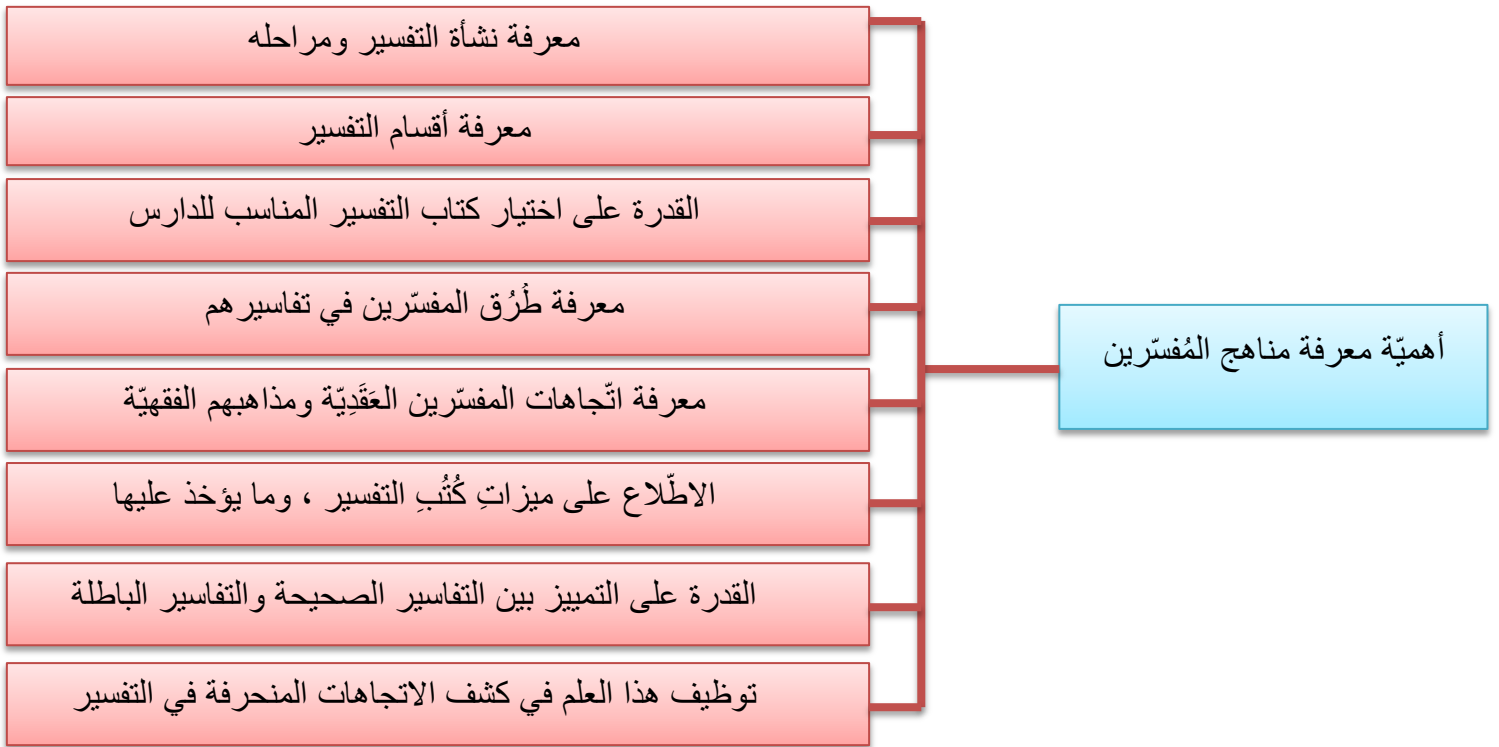 أهميّة معرفة مناهج المُفسّرين
معرفة نشأة التفسير ومراحله
معرفة أقسام التفسير
القدرة على اختيار كتاب التفسير المناسب للدارس
معرفة طُرُق المفسّرين في تفاسيرهم
معرفة اتّجاهات المفسّرين العَقَدِيّة ومذاهبهم الفقهيّة
الاطّلاع على ميزاتِ كُتُبِ التفسير ، وما يؤخذ عليها
القدرة على التمييز بين التفاسير الصحيحة والتفاسير الباطلة
توظيف هذا العلم في كشف الاتجاهات المنحرفة في التفسير